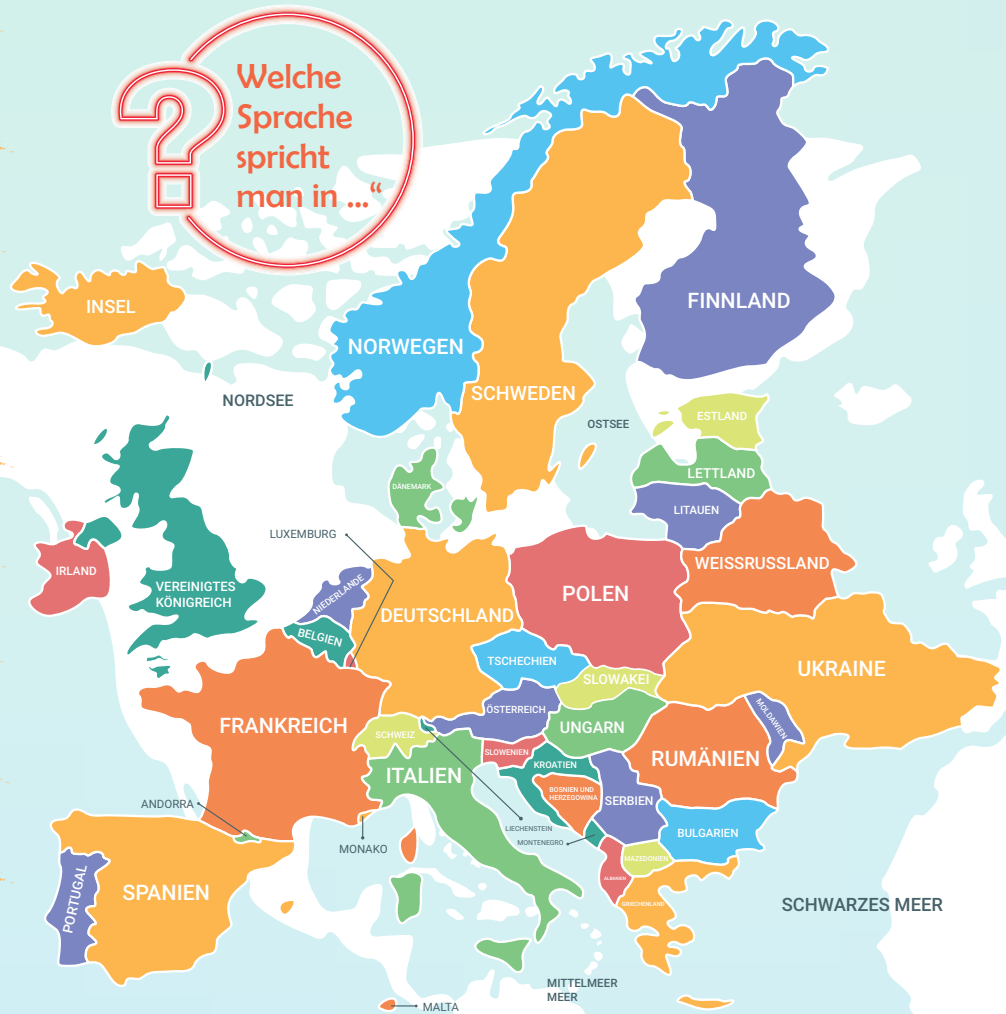 Welche
Sprache
spricht
man in ...“
INSEL
FINNLAND
NORWEGEN
SCHWEDEN
NORDSEE
OSTSEE
ESTLAND
LETTLAND
DÄNEMARK
LITAUEN
LUXEMBURG
WEISSRUSSLAND
IRLAND
VEREINIGTES
KÖNIGREICH
NIEDERLANDE
POLEN
DEUTSCHLAND
BELGIEN
TSCHECHIEN
UKRAINE
SLOWAKEI
ÖSTERREICH
FRANKREICH
UNGARN
MOLDAWIEN
SCHWEIZ
SLOWENIEN
RUMÄNIEN
KROATIEN
ITALIEN
BOSNIEN UND
HERZEGOWINA
SERBIEN
ANDORRA
LIECHENSTEIN
BULGARIEN
MONTENEGRO
MONAKO
MAZEDONIEN
ALBANIEN
SPANIEN
PORTUGAL
GRIECHENLAND
SCHWARZES MEER
MITTELMEER
MEER
MALTA